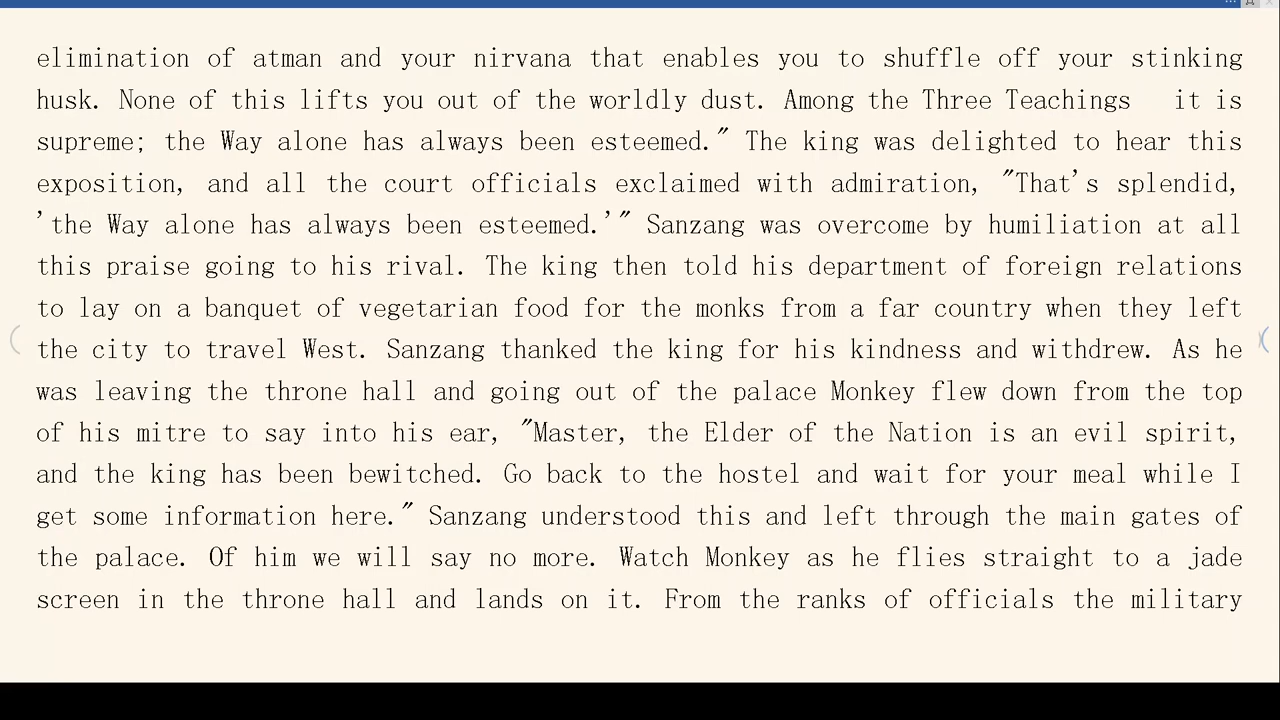 elimination of atman and your nirvana that enables you to shuffle off your stinking
husk. None of this lifts you out of the worldly dust. Among the Three Teachings it is
supreme; the Way alone has always been esteemed." The king was delighted to hear this
exposition, and all the court officials exclaimed with admiration, "That's splendid,
'the Way alone has always been esteemed.'" Sanzang was overcome by humiliation at all
this praise going to his rival. The king then told his department of foreign relations
to lay on a banquet of vegetarian food for the monks from a far country when they left
the city to travel West. Sanzang thanked the king for his kindness and withdrew. As he
was leaving the throne hall and going out of the palace Monkey flew down from the top
of his mitre to say into his ear, "Master, the Elder of the Nation is an evil spirit,
and the king has been bewitched. Go back to the hostel and wait for your meal while I
get some information here." Sanzang understood this and left through the main gates of
the palace. Of him we will say no more. Watch Monkey as he flies straight to a jade
screen in the throne hall and lands on it. From the ranks of officials the military